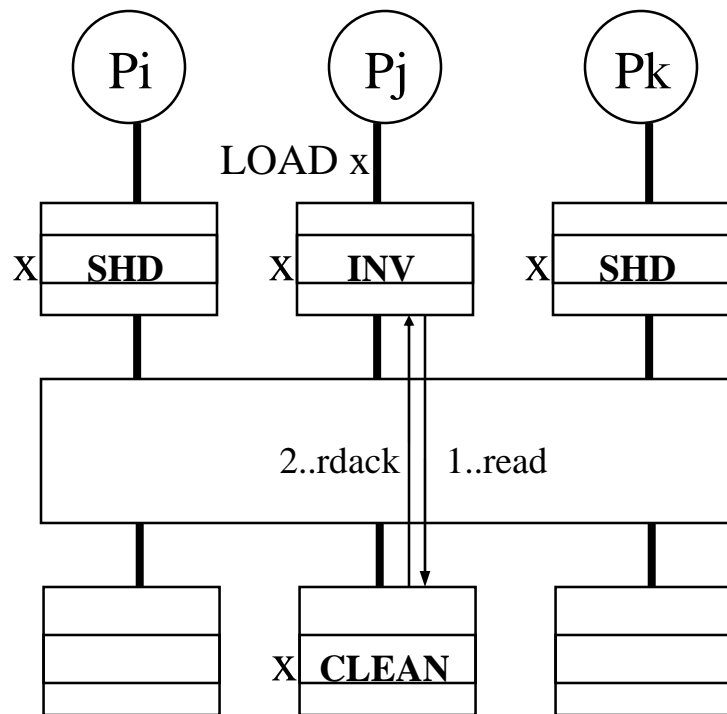 Pi Pj Pk
LOAD x
X SHD X INV X SHD
2..rdack 1..read
X CLEAN